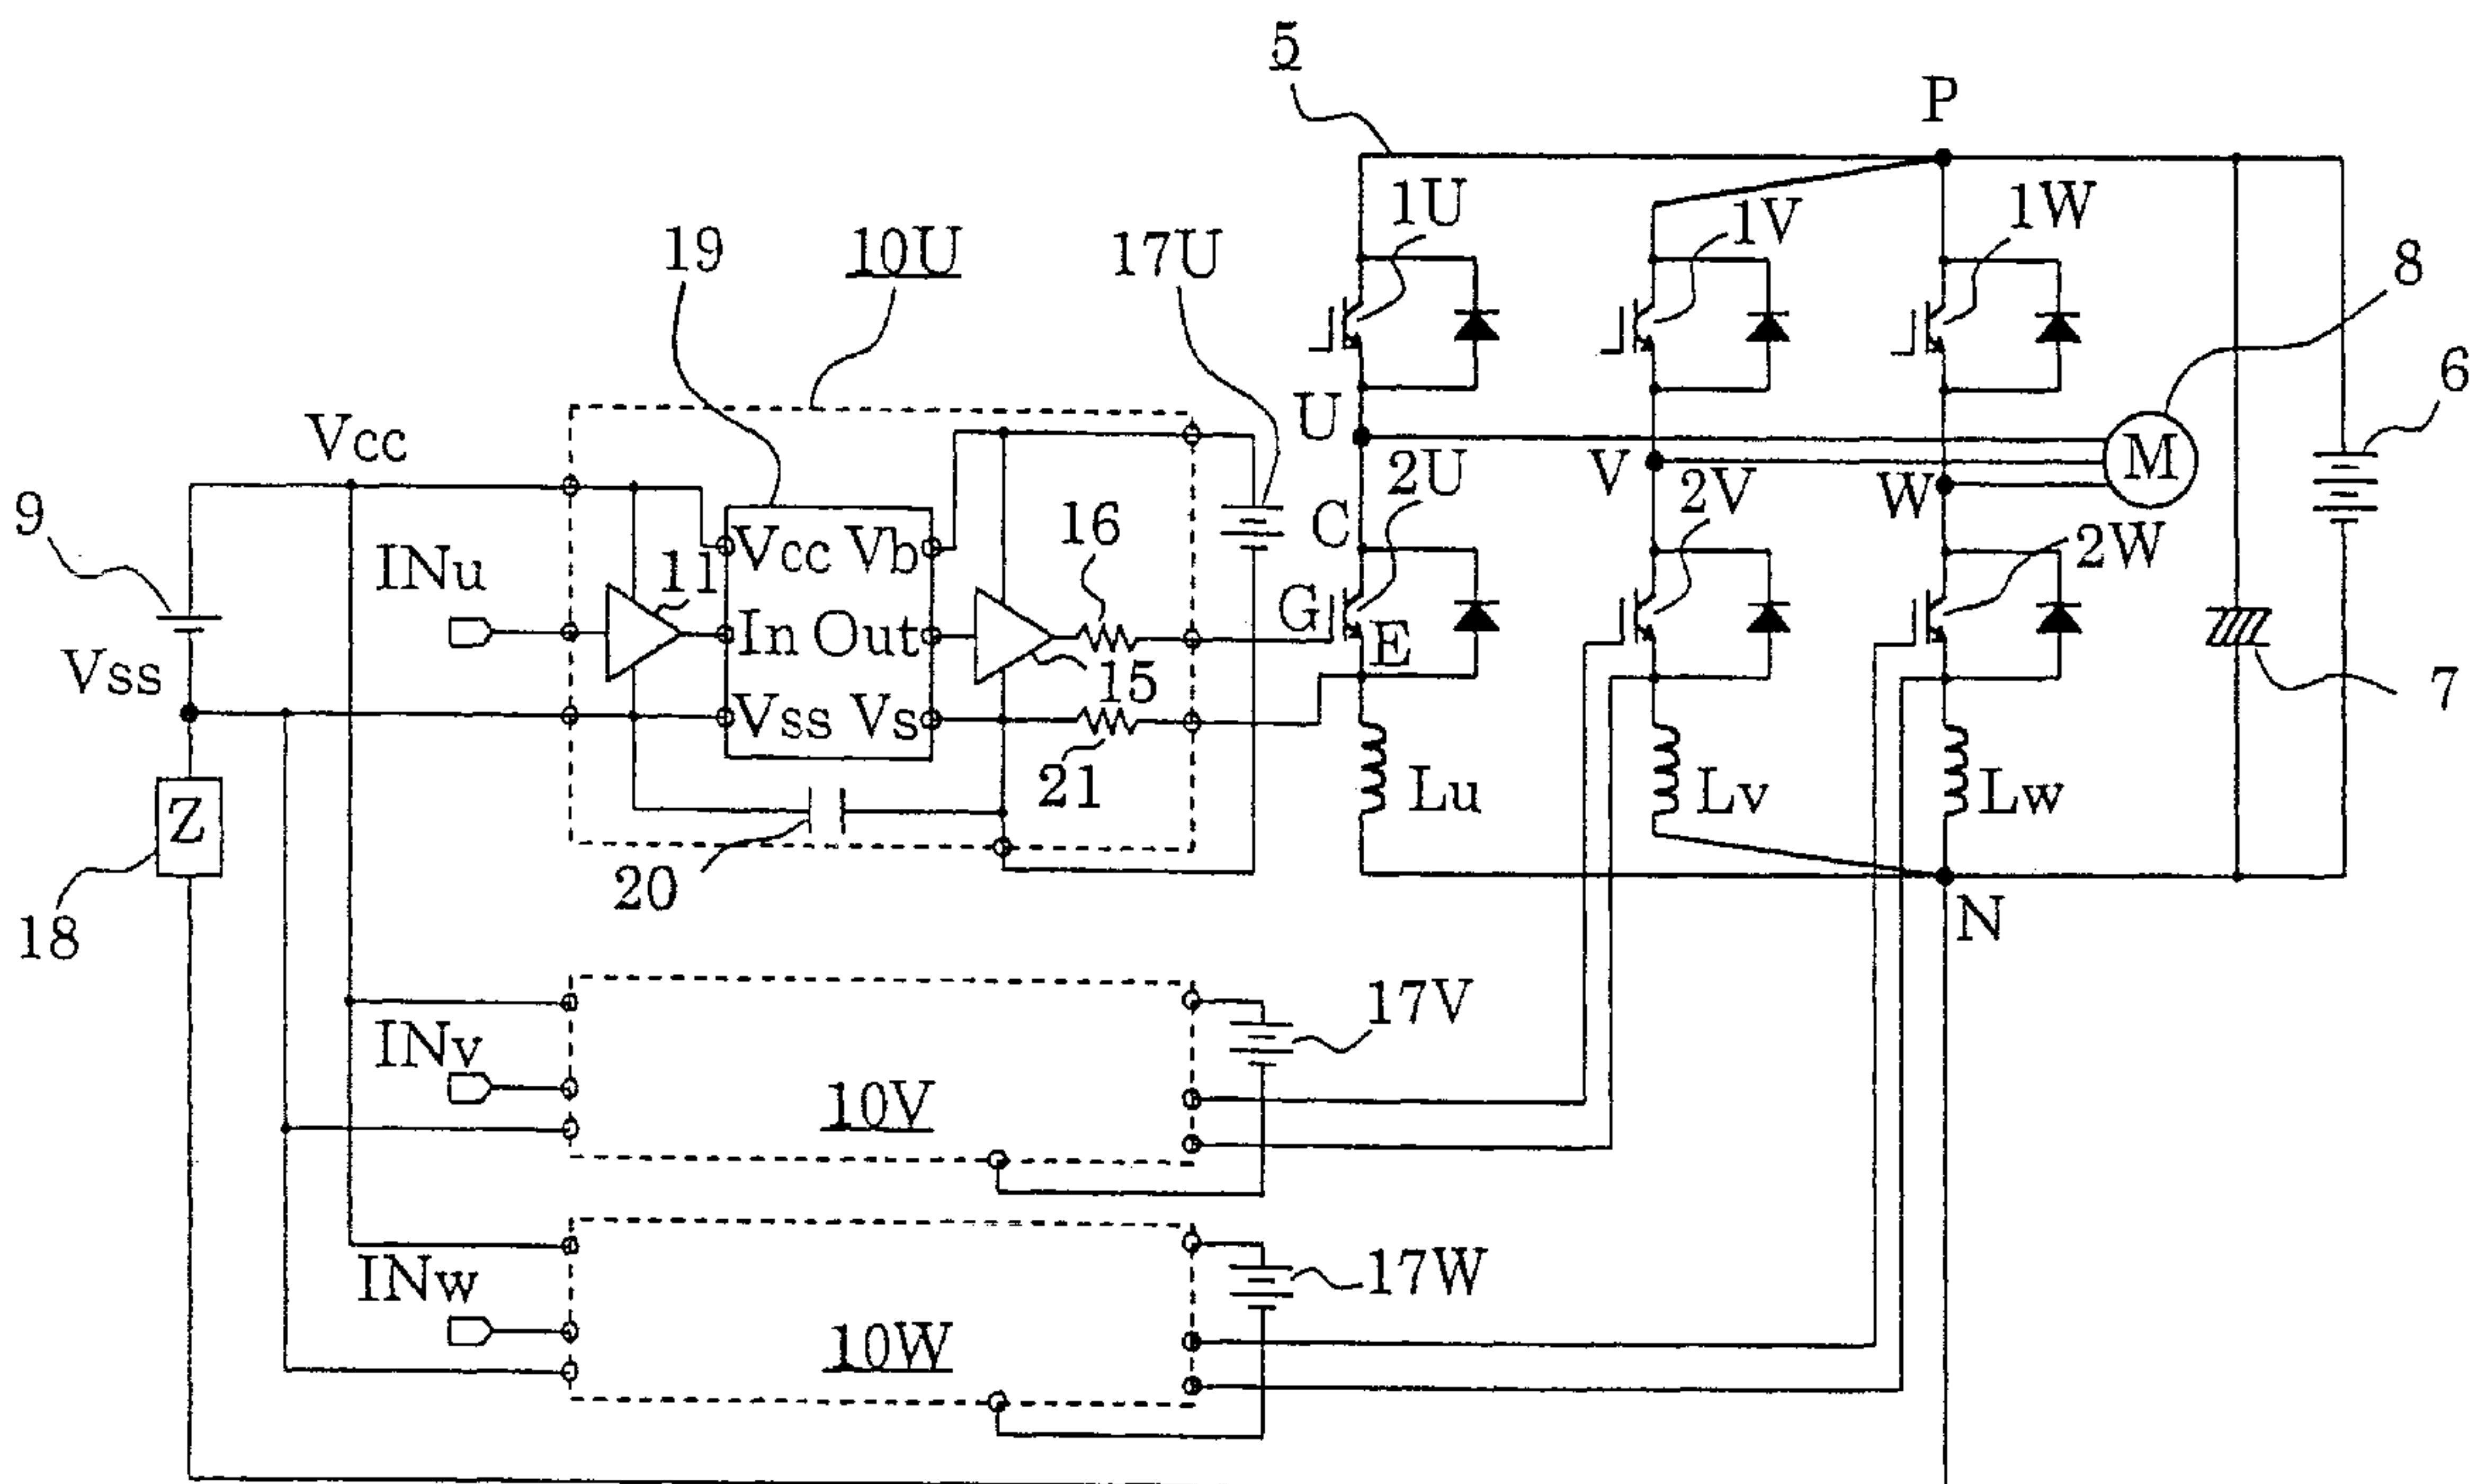 5
P
1U
1V
1W
19
10U
17U
8
6
Vcc
U
2U
V
2V
W
M
9
INu
11
Vcc Vb
16
C
2W
In Out
G
E
Vss
15
Vss Vs
7
Z
21
Lu
Lv
Lw
20
18
N
INv
17V
10V
INw
17W
10W